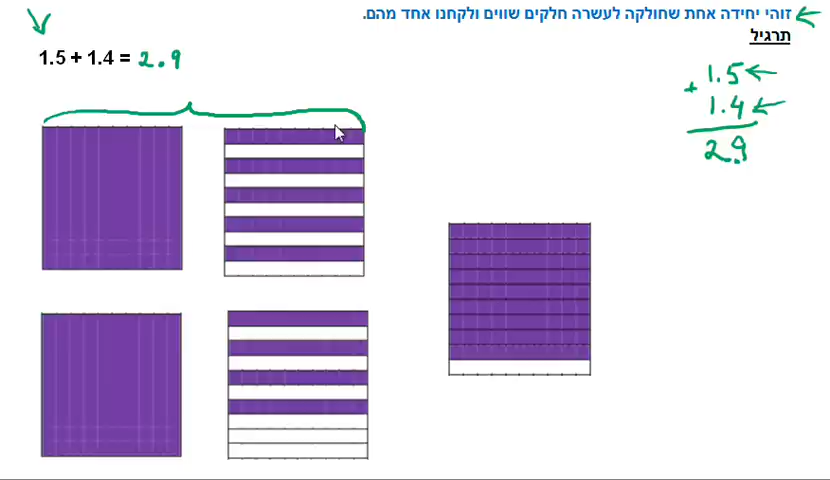 זוהי יחידה אחת שחולקה לעשרה חלקים שווים ולקחנו אחד מהם.
תרגיל
1.5 + 1.4 = 2.9
1.5
+ 1.4
2.9